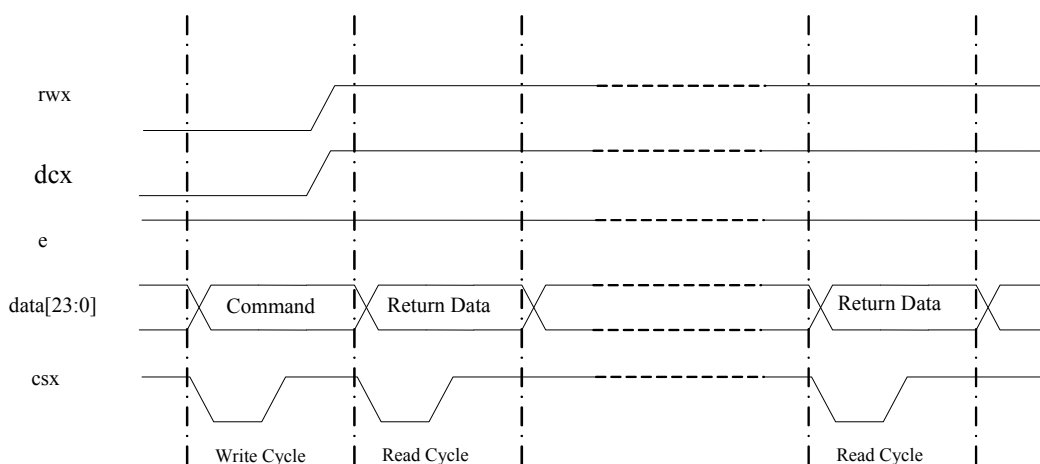 rwx
dcx
e
data[23:0]
Command
Return Data
Return Data
csx
Write Cycle
Read Cycle
Read Cycle